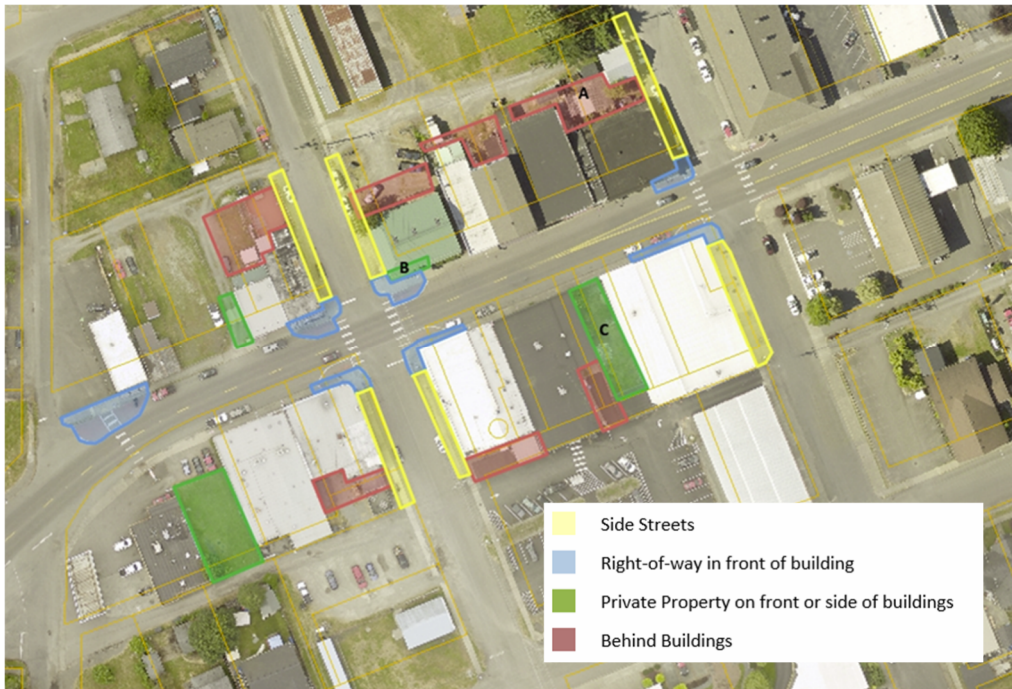 A
B
C
Side Streets
Right-of-way in front of building
Private Property on front or side of buildings
Behind Buildings